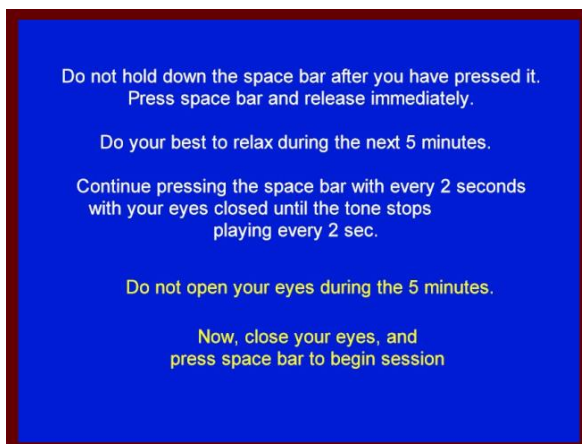 Do not hold down the space bar after you have pressed it.
Press space bar and release immediately.
Do your best to relax during the next 5 minutes.
Continue pressing the space bar with every 2 seconds
with your eyes closed until the tone stops
playing every 2 sec.
Do not open your eyes during the 5 minutes.
Now, close your eyes, and
press space bar to begin session